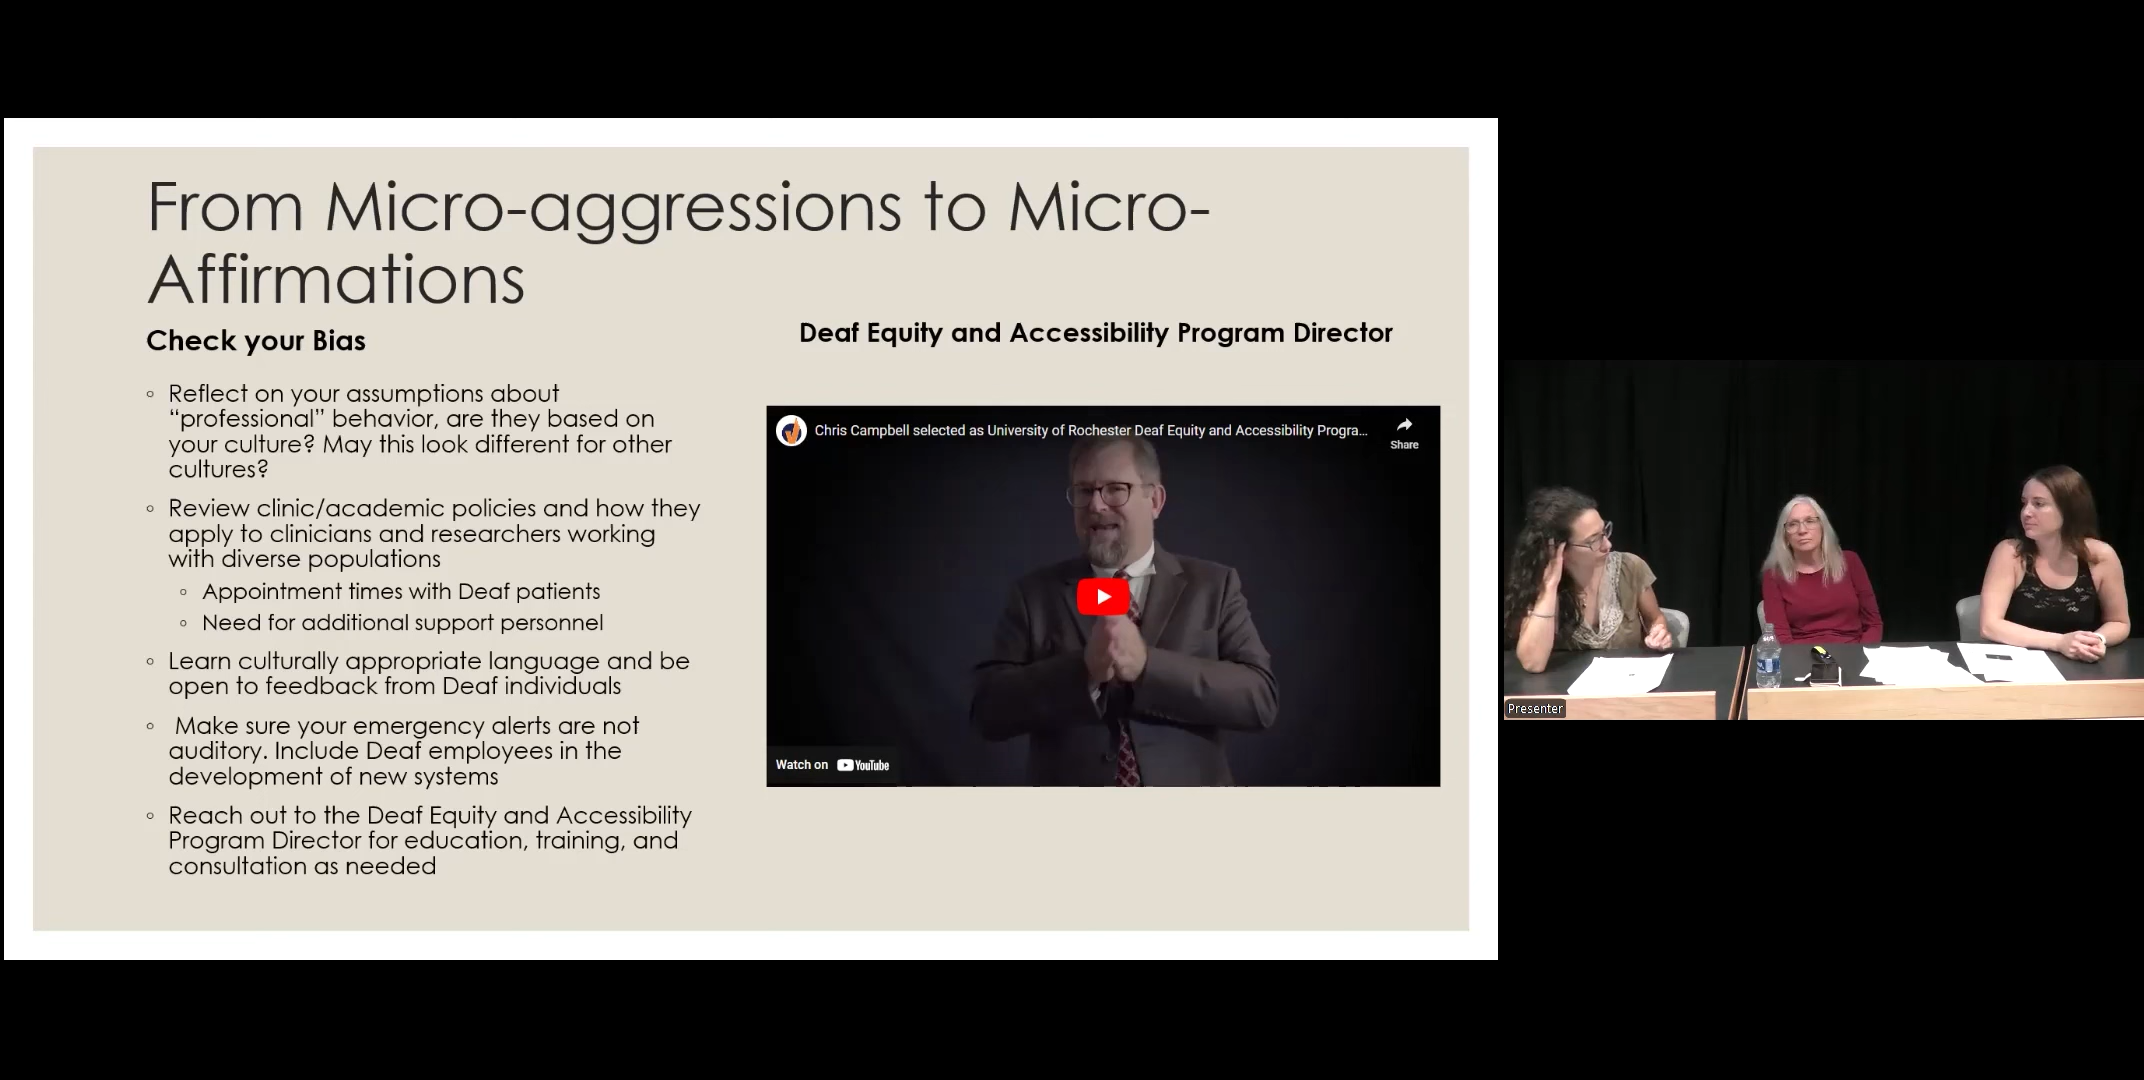 From Micro-aggressions to Micro-
Affirmations
Check your Bias
◦ Reflect on your assumptions about
“professional” behavior, are they based on
your culture? May this look different for other
cultures?
◦ Review clinic/academic policies and how they
apply to clinicians and researchers working
with diverse populations
◦ Appointment times with Deaf patients
◦ Need for additional support personnel
◦ Learn culturally appropriate language and be
open to feedback from Deaf individuals
◦ Make sure your emergency alerts are not
auditory. Include Deaf employees in the
development of new systems
◦ Reach out to the Deaf Equity and Accessibility
Program Director for education, training, and
consultation as needed
Deaf Equity and Accessibility Program Director
Chris Campbell selected as University of Rochester Deaf Equity and Accessibility Progra...
Share
Watch on YouTube
Presenter